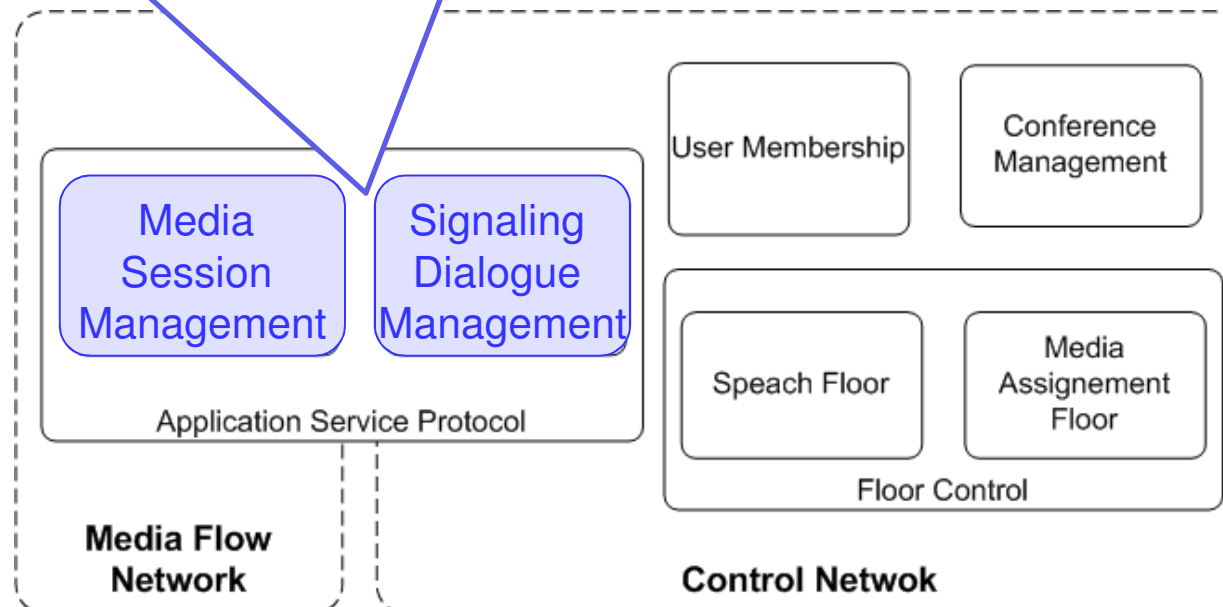 User Membership
Conference
Management
Media
Session
Management
Signaling
Dialogue
Management
Application Service Protocol
Speach Floor
Media
Assignement
Floor
Floor Control
Media Flow
Network
Control Netwok